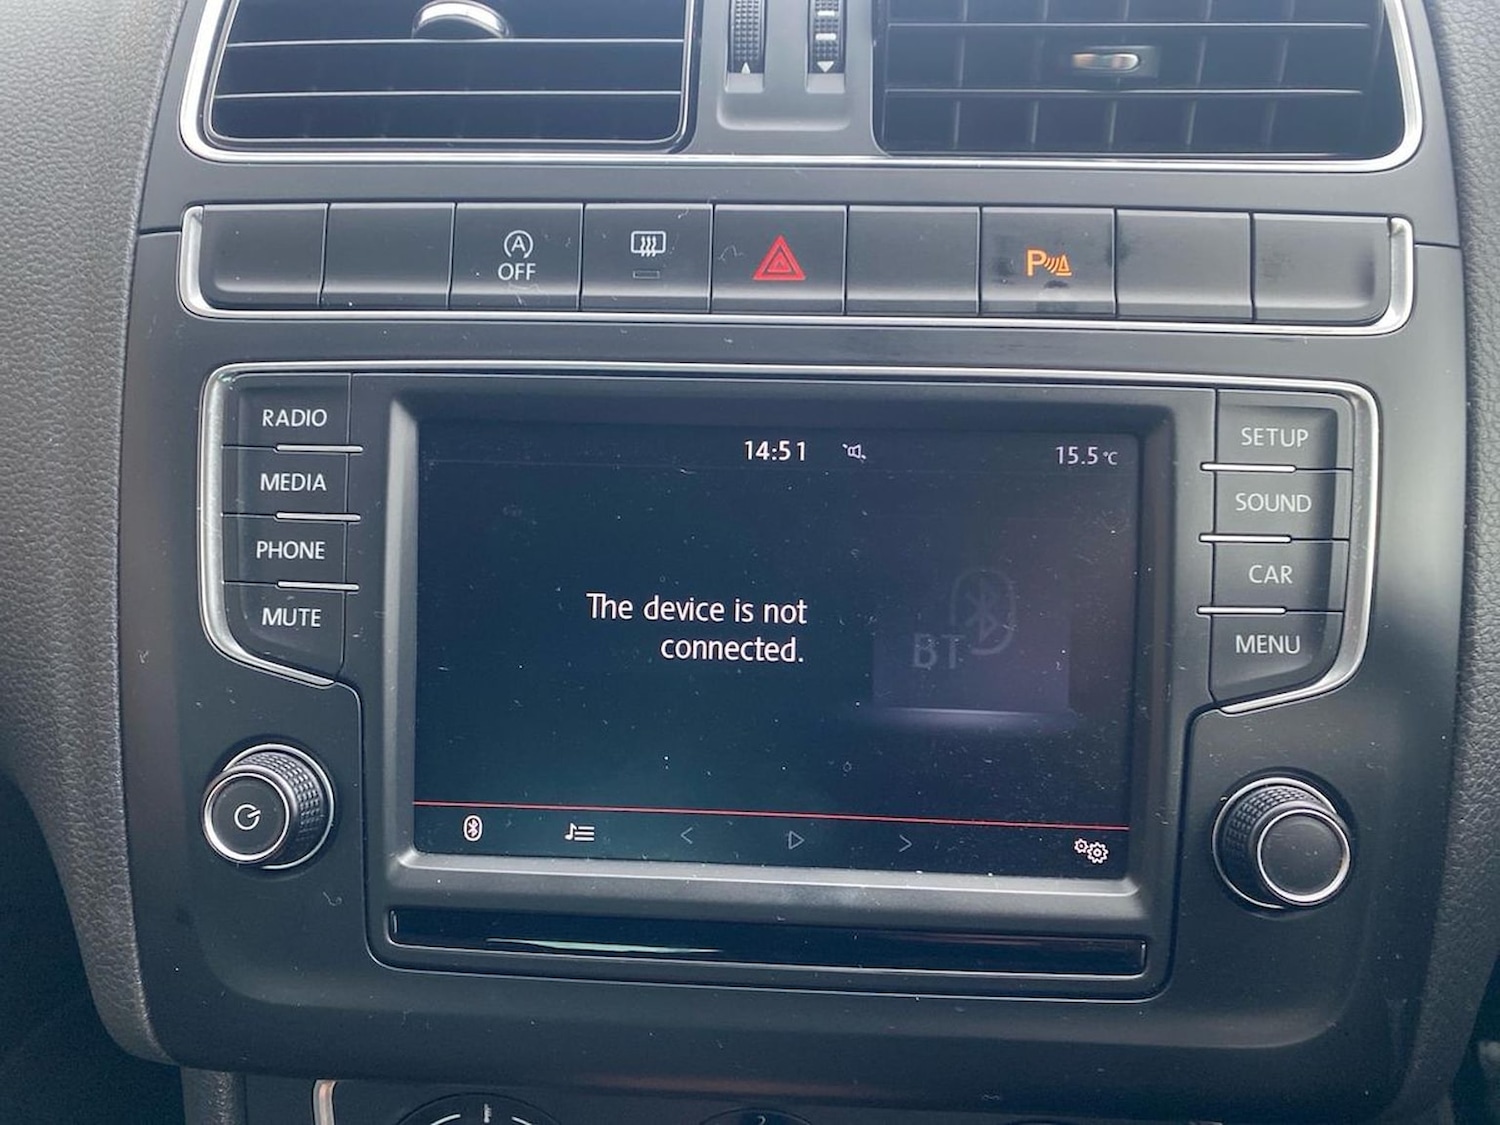 A
OFF
P
RADIO
MEDIA
PHONE
MUTE
14:51
15.5°C
The device is not
connected.
BT
SETUP
SOUND
CAR
MENU